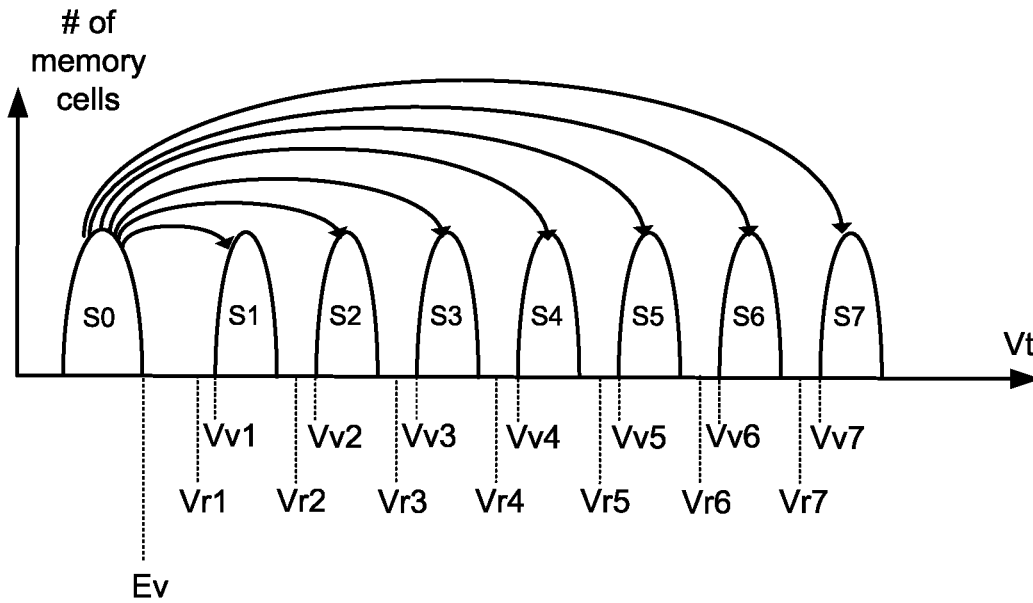 # of
memory
cells
S0 S1 S2 S3 S4 S5 S6 S7
Vt
Vv1 Vv2 Vv3 Vv4 Vv5 Vv6 Vv7
Vr1 Vr2 Vr3 Vr4 Vr5 Vr6 Vr7
Ev